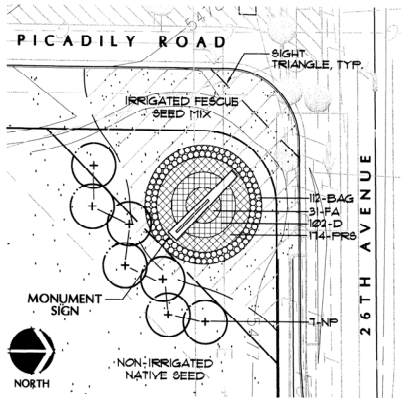 5476
PICADILY ROAD
SIGHT
TRIANGLE, TYP.
IRRIGATED FESCUE
SEED MIX
112-BAG
31-FA
102-D
174-PRS
26TH AVENUE
MONUMENT
SIGN
7-NP
NON-IRRIGATED
NATIVE SEED
NORTH